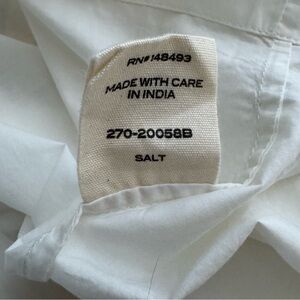 RN# 148493
MADE WITH CARE
IN INDIA
270-20058B
SALT